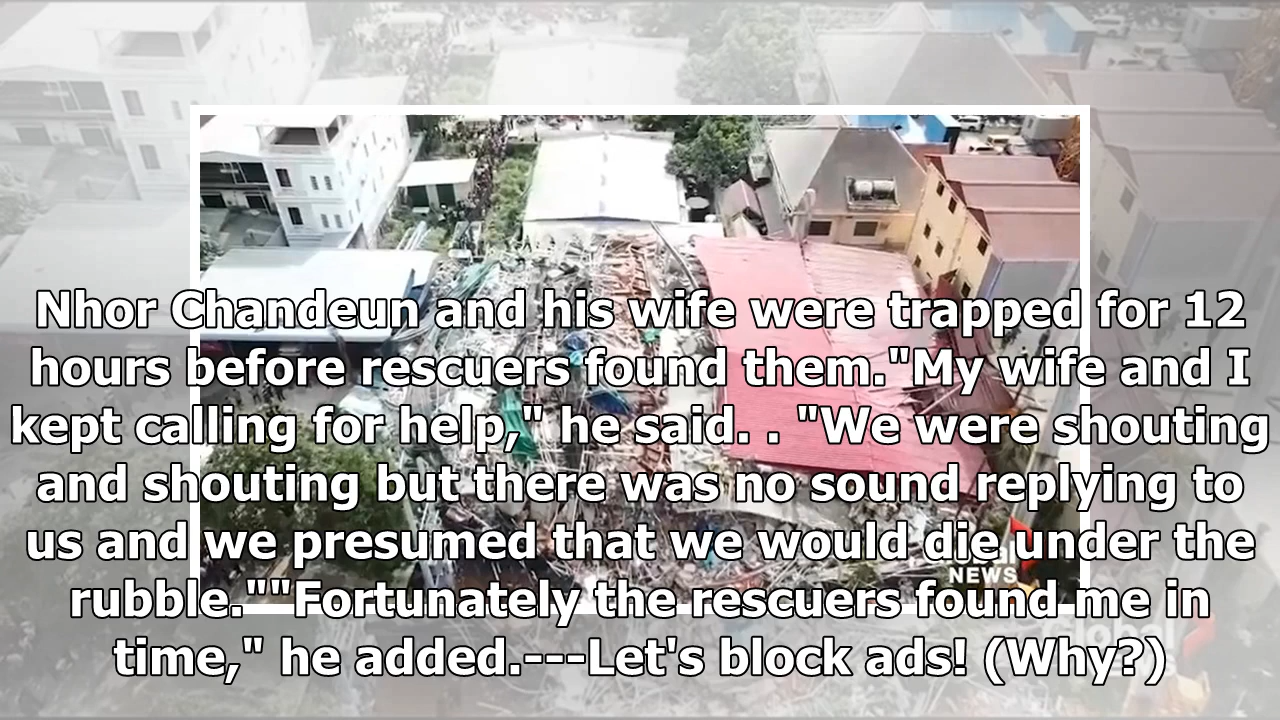 Nhor Chandeun and his wife were trapped for 12
hours before rescuers found them."My wife and I
kept calling for help," he said. . "We were shouting
and shouting but there was no sound replying to
us and we presumed that we would die under the
rubble.""Fortunately the rescuers found me in
time," he added.---Let's block ads! (Why?)
Global
NEWS
Global